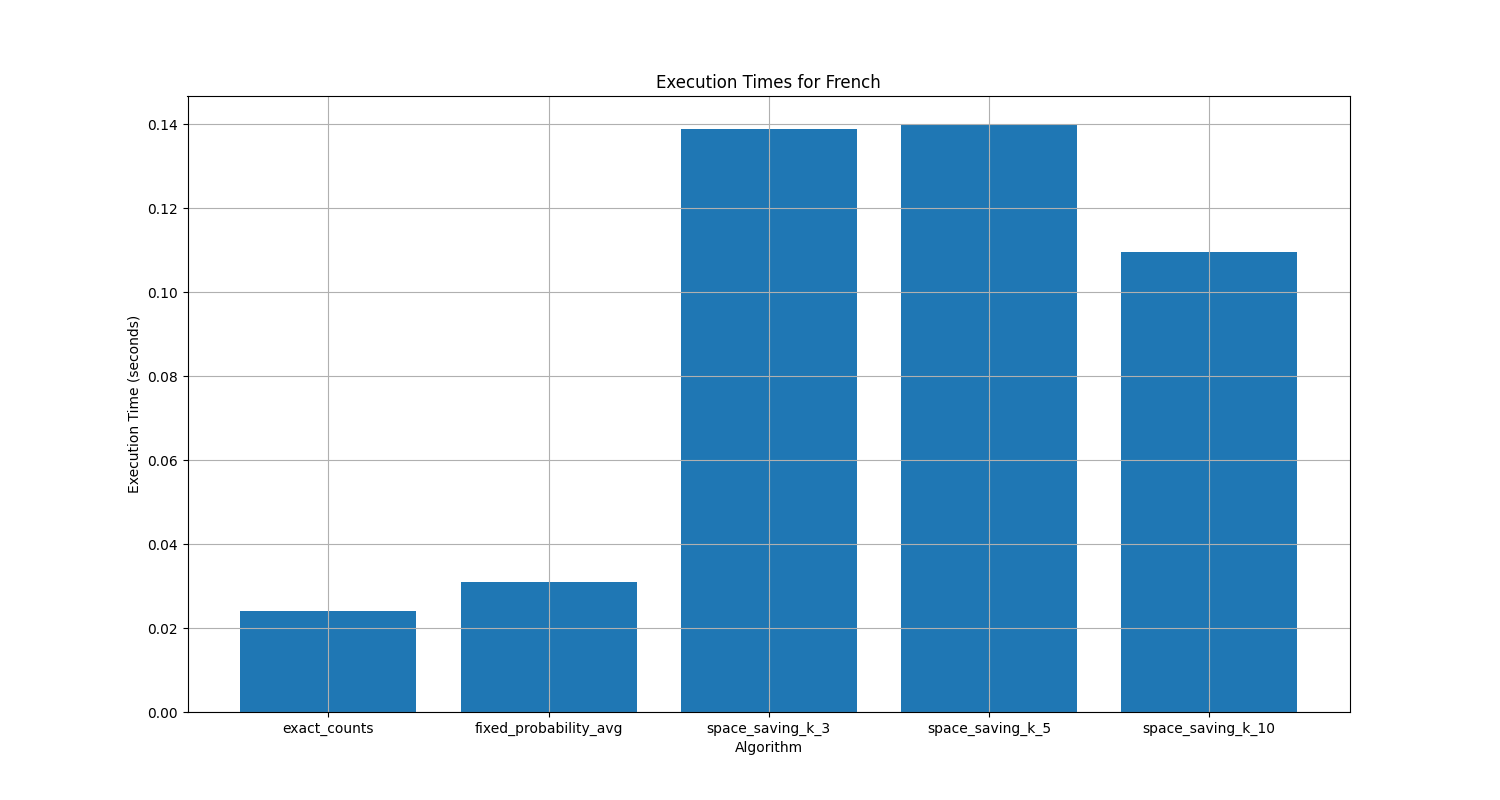 Execution Times for French
0.14
0.12
0.10
0.08
0.06
0.04
0.02
0.00
Execution Time (seconds)
exact_counts
fixed_probability_avg
space_saving_k_3
space_saving_k_5
space_saving_k_10
Algorithm